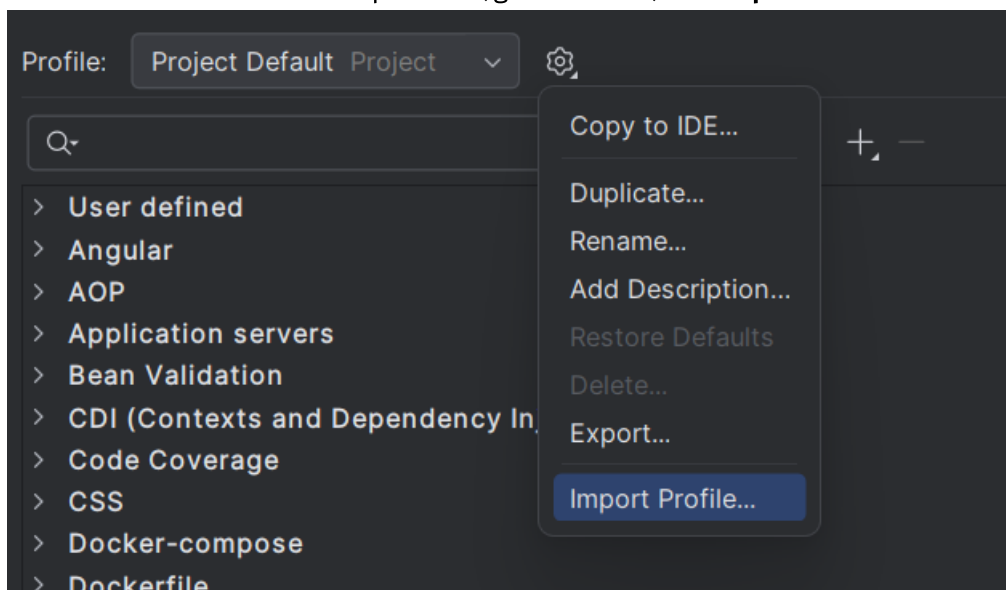 Profile: Project Default Project
Copy to IDE...
Duplicate...
Rename...
Add Description...
Restore Defaults
Delete...
Export...
Import Profile...
User defined
Angular
AOP
Application servers
Bean Validation
CDI (Contexts and Dependency In
Code Coverage
CSS
Docker-compose
Dockerfile